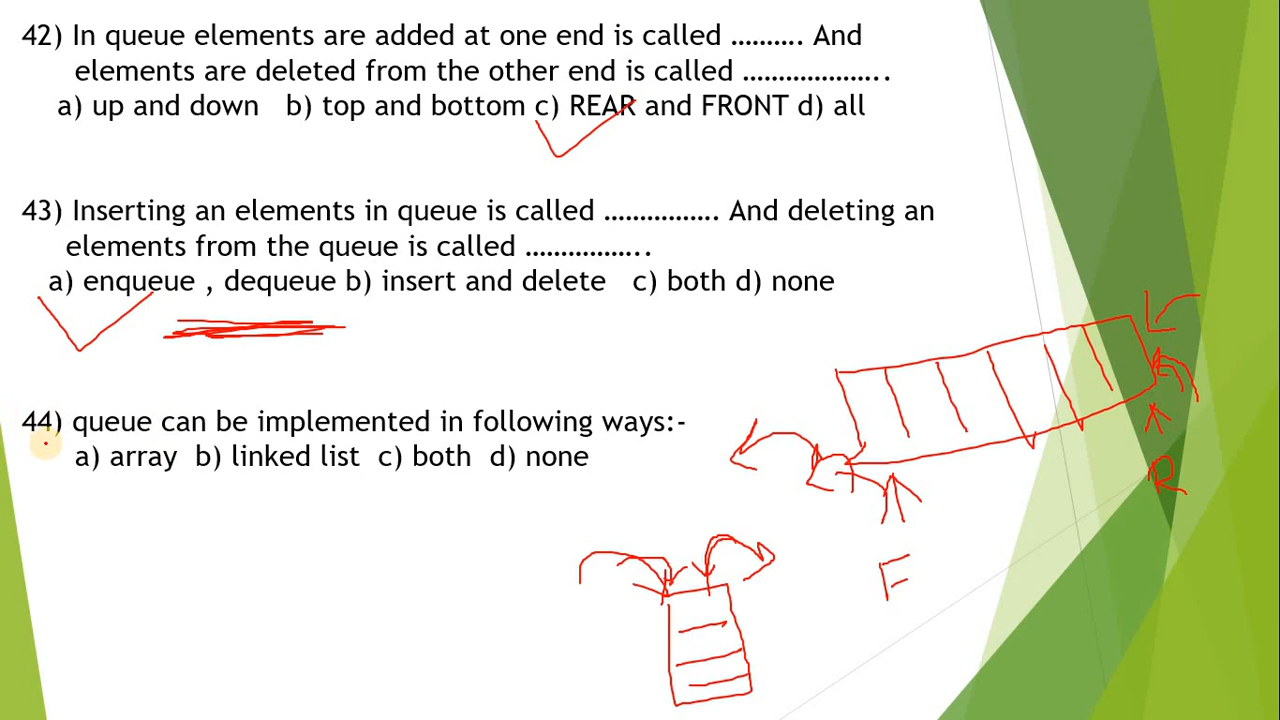 42) In queue elements are added at one end is called .......... And
elements are deleted from the other end is called .....................
a) up and down b) top and bottom c) REAR and FRONT d) all
43) Inserting an elements in queue is called ................ And deleting an
elements from the queue is called ..................
a) enqueue , dequeue b) insert and delete c) both d) none
44) queue can be implemented in following ways:-
a) array b) linked list c) both d) none
R
F